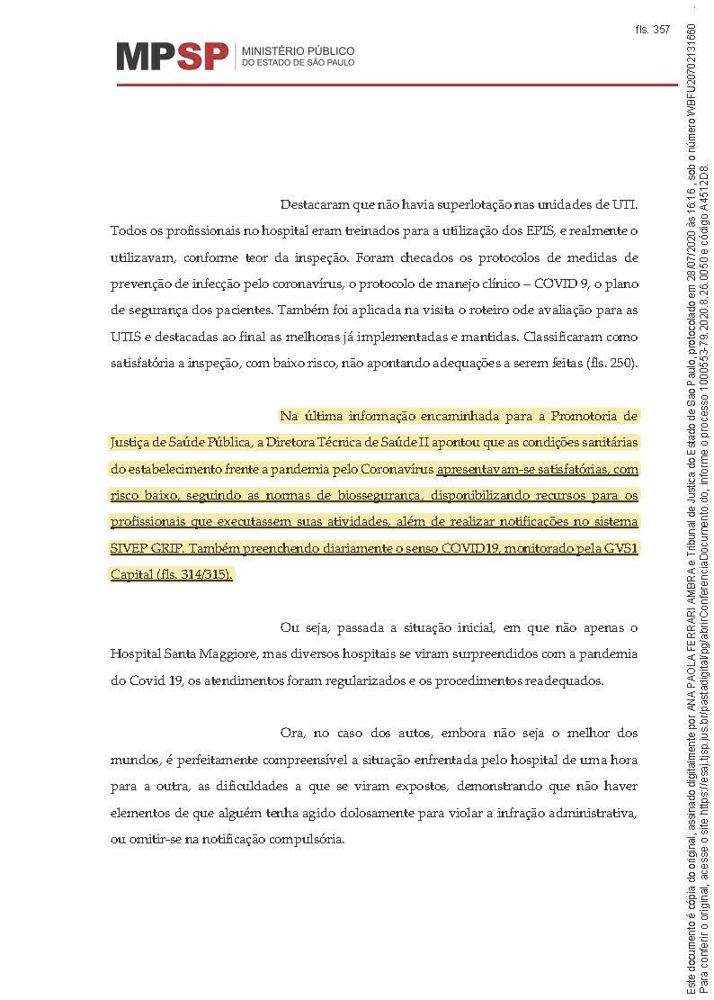 fls. 357
MPSP MINISTÉRIO PÚBLICO
DO ESTADO DE SÃO PAULO
Destacaram que não havia superlotação nas unidades de UTI.
Todos os profissionais no hospital eram treinados para a utilização dos EPIS, e realmente o
utilizavam, conforme teor da inspeção. Foram checados os protocolos de medidas de
prevenção de infecção pelo coronavírus, o protocolo de manejo clínico – COVID 9, o plano
de segurança dos pacientes. Também foi aplicada na visita o roteiro ode avaliação para as
UTIS e destacadas ao final as melhoras já implementadas e mantidas. Classificaram como
satisfatória a inspeção, com baixo risco, não apontando adequações a serem feitas (fls. 250).
Na última informação encaminhada para a Promotoria de
Justiça de Saúde Pública, a Diretora Técnica de Saúde II apontou que as condições sanitárias
do estabelecimento frente a pandemia pelo Coronavírus apresentavam-se satisfatórias, com
risco baixo, seguindo as normas de biossegurança, disponibilizando recursos para os
profissionais que executassem suas atividades, além de realizar notificações no sistema
SIVEP GRIP. Também preenchendo diariamente o senso COVID19, monitorado pela GVS1
Capital (fls. 314/315).
Ou seja, passada a situação inicial, em que não apenas o
Hospital Santa Maggiore, mas diversos hospitais se viram surpreendidos com a pandemia
do Covid 19, os atendimentos foram regularizados e os procedimentos readequados.
Ora, no caso dos autos, embora não seja o melhor dos
mundos, é perfeitamente compreensível a situação enfrentada pelo hospital de uma hora
para a outra, as dificuldades a que se viram expostos, demonstrando que não haver
elementos de que alguém tenha agido dolosamente para violar a infração administrativa,
ou omitir-se na notificação compulsória.
Este documento é cópia do original, assinado digitalmente por ANA PAOLA FERRARI AMBRA e Tribunal de Justica do Estado de Sao Paulo, protocolado em 28/07/2020 às 16:16 , sob o número WBFU20702131660 .
Para conferir o original, acesse o site https://esaj.tjsp.jus.br/pastadigital/pg/abrirConferenciaDocumento.do, informe o processo 1000553-79.2020.8.26.0050 e código A4512D8.